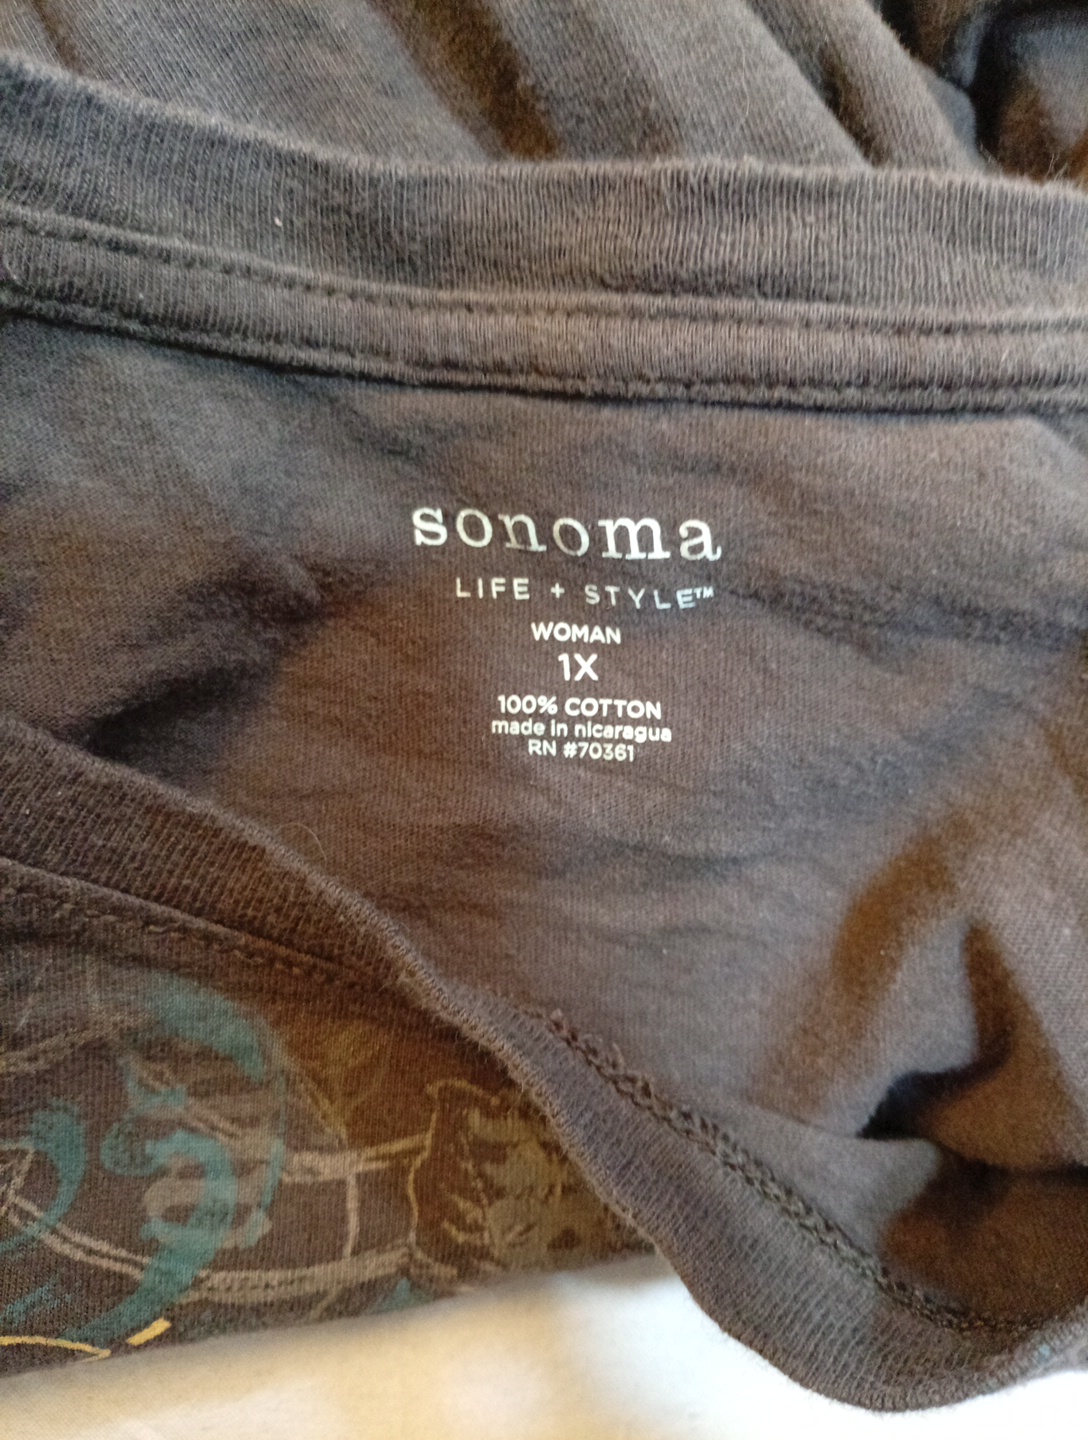 sonoma
LIFE + STYLE™
WOMAN
1X
100% COTTON
made in nicaragua
RN #70361